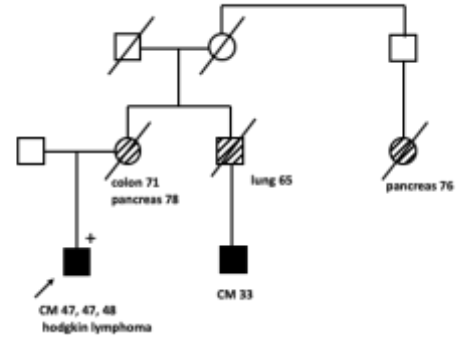 colon 71
pancreas 78
lung 65
pancreas 76
+
CM 47, 47, 48
hodgkin lymphoma
CM 33